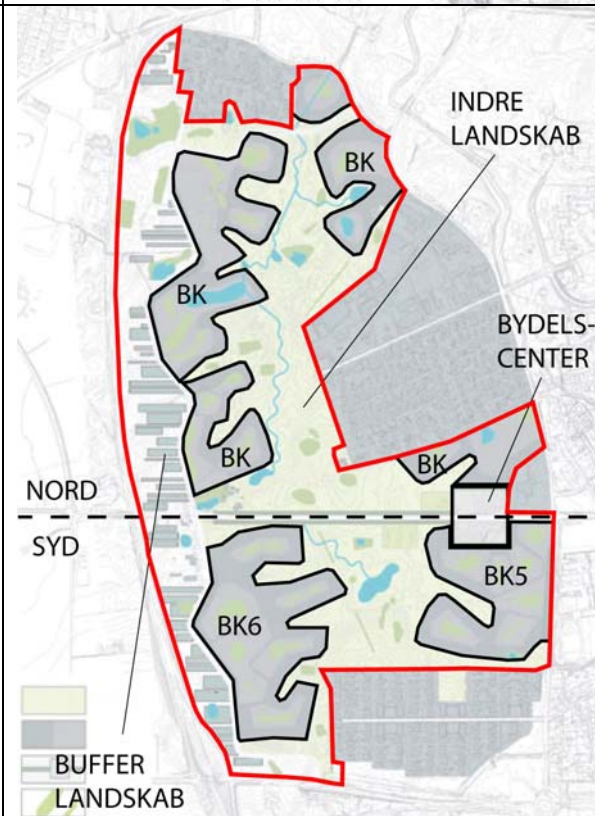 INDRE
LANDSKAB
BK
BK
BYDELS-
CENTER
BK
BK
NORD
SYD
BK5
BK6
BUFFER
LANDSKAB